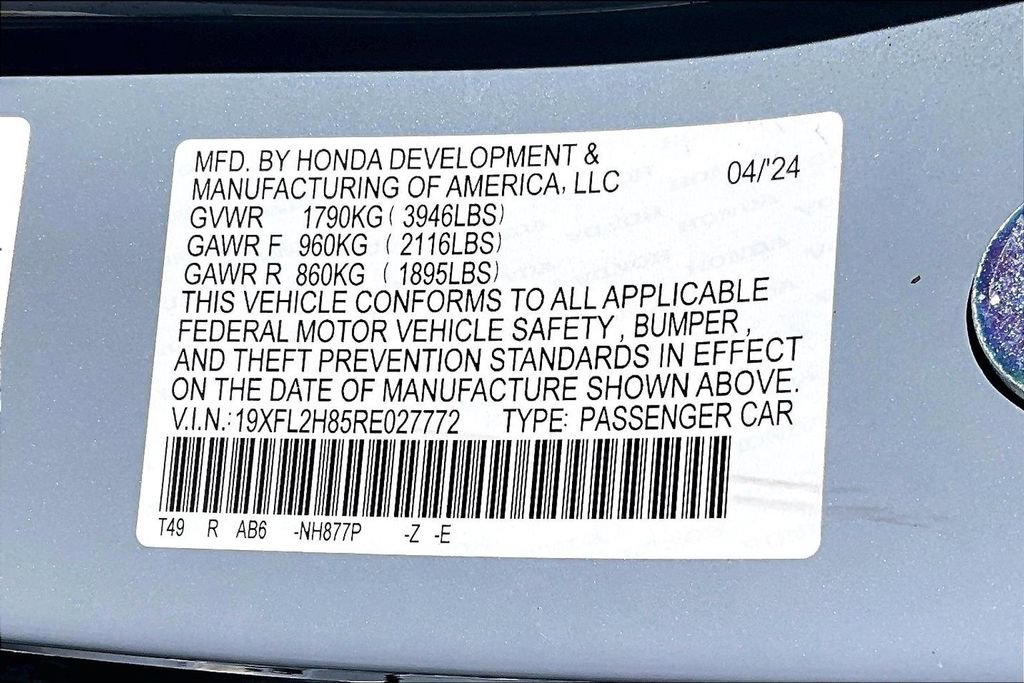 MFD. BY HONDA DEVELOPMENT &
MANUFACTURING OF AMERICA, LLC 04/'24
GVWR 1790KG ( 3946LBS)
GAWR F 960KG ( 2116LBS)
GAWR R 860KG ( 1895LBS)
THIS VEHICLE CONFORMS TO ALL APPLICABLE
FEDERAL MOTOR VEHICLE SAFETY , BUMPER ,
AND THEFT PREVENTION STANDARDS IN EFFECT
ON THE DATE OF MANUFACTURE SHOWN ABOVE.
V.I.N.:19XFL2H85RE027772 TYPE: PASSENGER CAR
T49 R AB6 -NH877P -Z -E